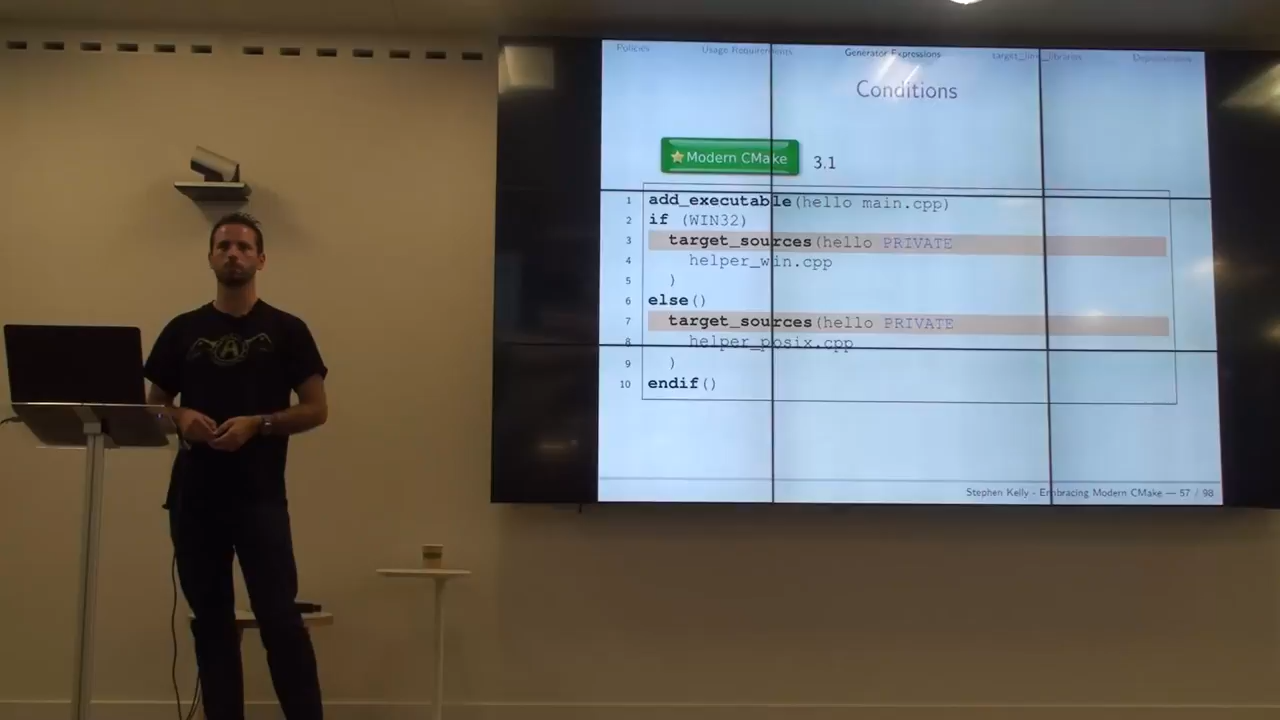 Policies Usage Requirements Generator Expressions target_link_libraries Dependencies
Conditions
Modern CMake 3.1
1 add_executable(hello main.cpp)
2 if (WIN32)
3 target_sources(hello PRIVATE
4 helper_win.cpp
5 )
6 else()
7 target_sources(hello PRIVATE
8 helper_posix.cpp
9 )
10 endif()
Stephen Kelly - Embracing Modern CMake — 57 / 98
A